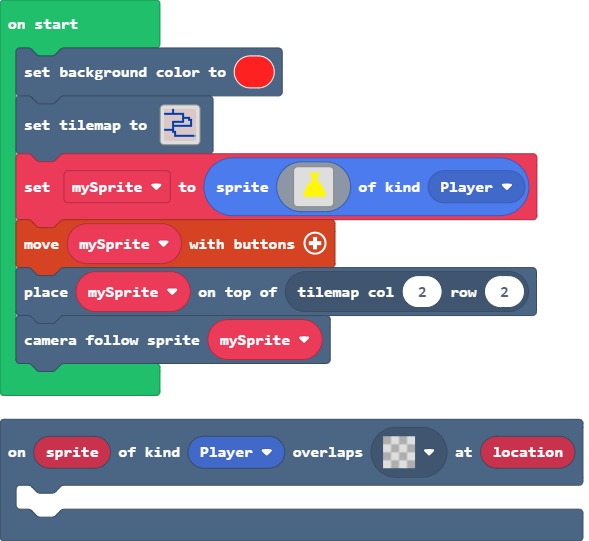 on start
set background color to
set tilemap to
set mySprite to sprite of kind Player
move mySprite with buttons
place mySprite on top of tilemap col 2 row 2
camera follow sprite mySprite
on sprite of kind Player overlaps at location